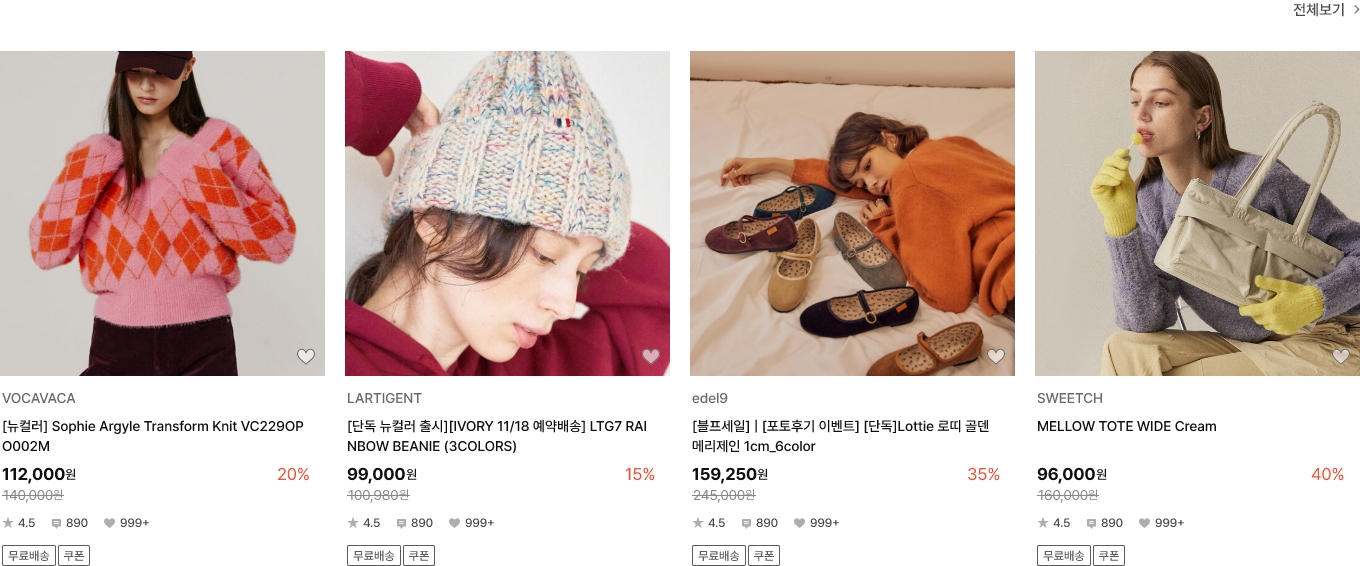 전체보기
VOCAVACA
[뉴컬러] Sophie Argyle Transform Knit VC229OP
O002M
112,000원 20%
140,000원
4.5 890 999+
무료배송 쿠폰
LARTIGENT
[단독 뉴컬러 출시][IVORY 11/18 예약배송] LTG7 RAI
NBOW BEANIE (3COLORS)
99,000원 15%
100,980원
4.5 890 999+
무료배송 쿠폰
edel9
[블프세일] | [포토후기 이벤트] [단독]Lottie 로띠 골덴
메리제인 1cm_6color
159,250원 35%
245,000원
4.5 890 999+
무료배송 쿠폰
SWEETCH
MELLOW TOTE WIDE Cream
96,000원 40%
160,000원
4.5 890 999+
무료배송 쿠폰